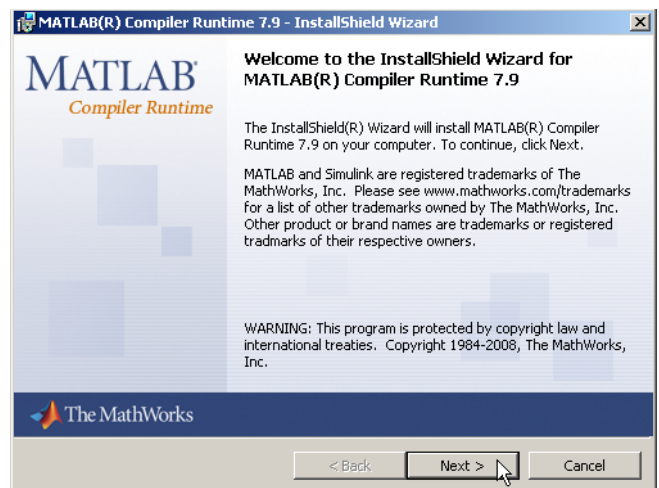 MATLAB(R) Compiler Runtime 7.9 - InstallShield Wizard
MATLAB®
Compiler Runtime
Welcome to the InstallShield Wizard for
MATLAB(R) Compiler Runtime 7.9
The InstallShield(R) Wizard will install MATLAB(R) Compiler
Runtime 7.9 on your computer. To continue, click Next.
MATLAB and Simulink are registered trademarks of The
MathWorks, Inc. Please see www.mathworks.com/trademarks
for a list of other trademarks owned by The MathWorks, Inc.
Other product or brand names are trademarks or registered
tradmarks of their respective owners.
WARNING: This program is protected by copyright law and
international treaties. Copyright 1984-2008, The MathWorks,
Inc.
The MathWorks
< Back
Next >
Cancel